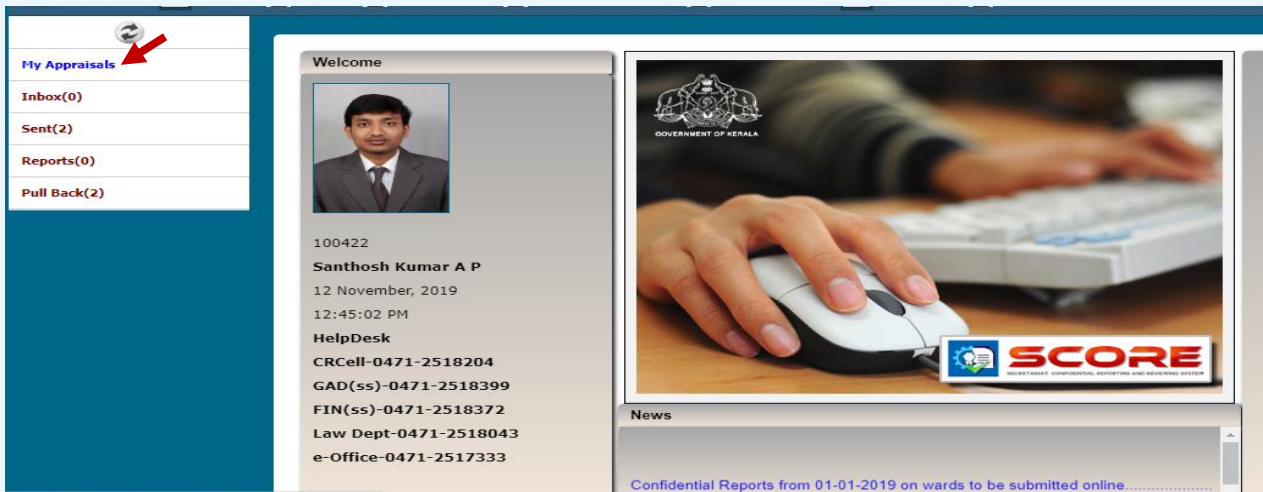 My Appraisals
Inbox(0)
Sent(2)
Reports(0)
Pull Back(2)
Welcome
100422
Santhosh Kumar A P
12 November, 2019
12:45:02 PM
HelpDesk
CRCell-0471-2518204
GAD(ss)-0471-2518399
FIN(ss)-0471-2518372
Law Dept-0471-2518043
e-Office-0471-2517333
GOVERNMENT OF KERALA
SCORE
SECRETARIAT CONFIDENTIAL REPORTING AND REVIEWING SYSTEM
News
Confidential Reports from 01-01-2019 on wards to be submitted online....................